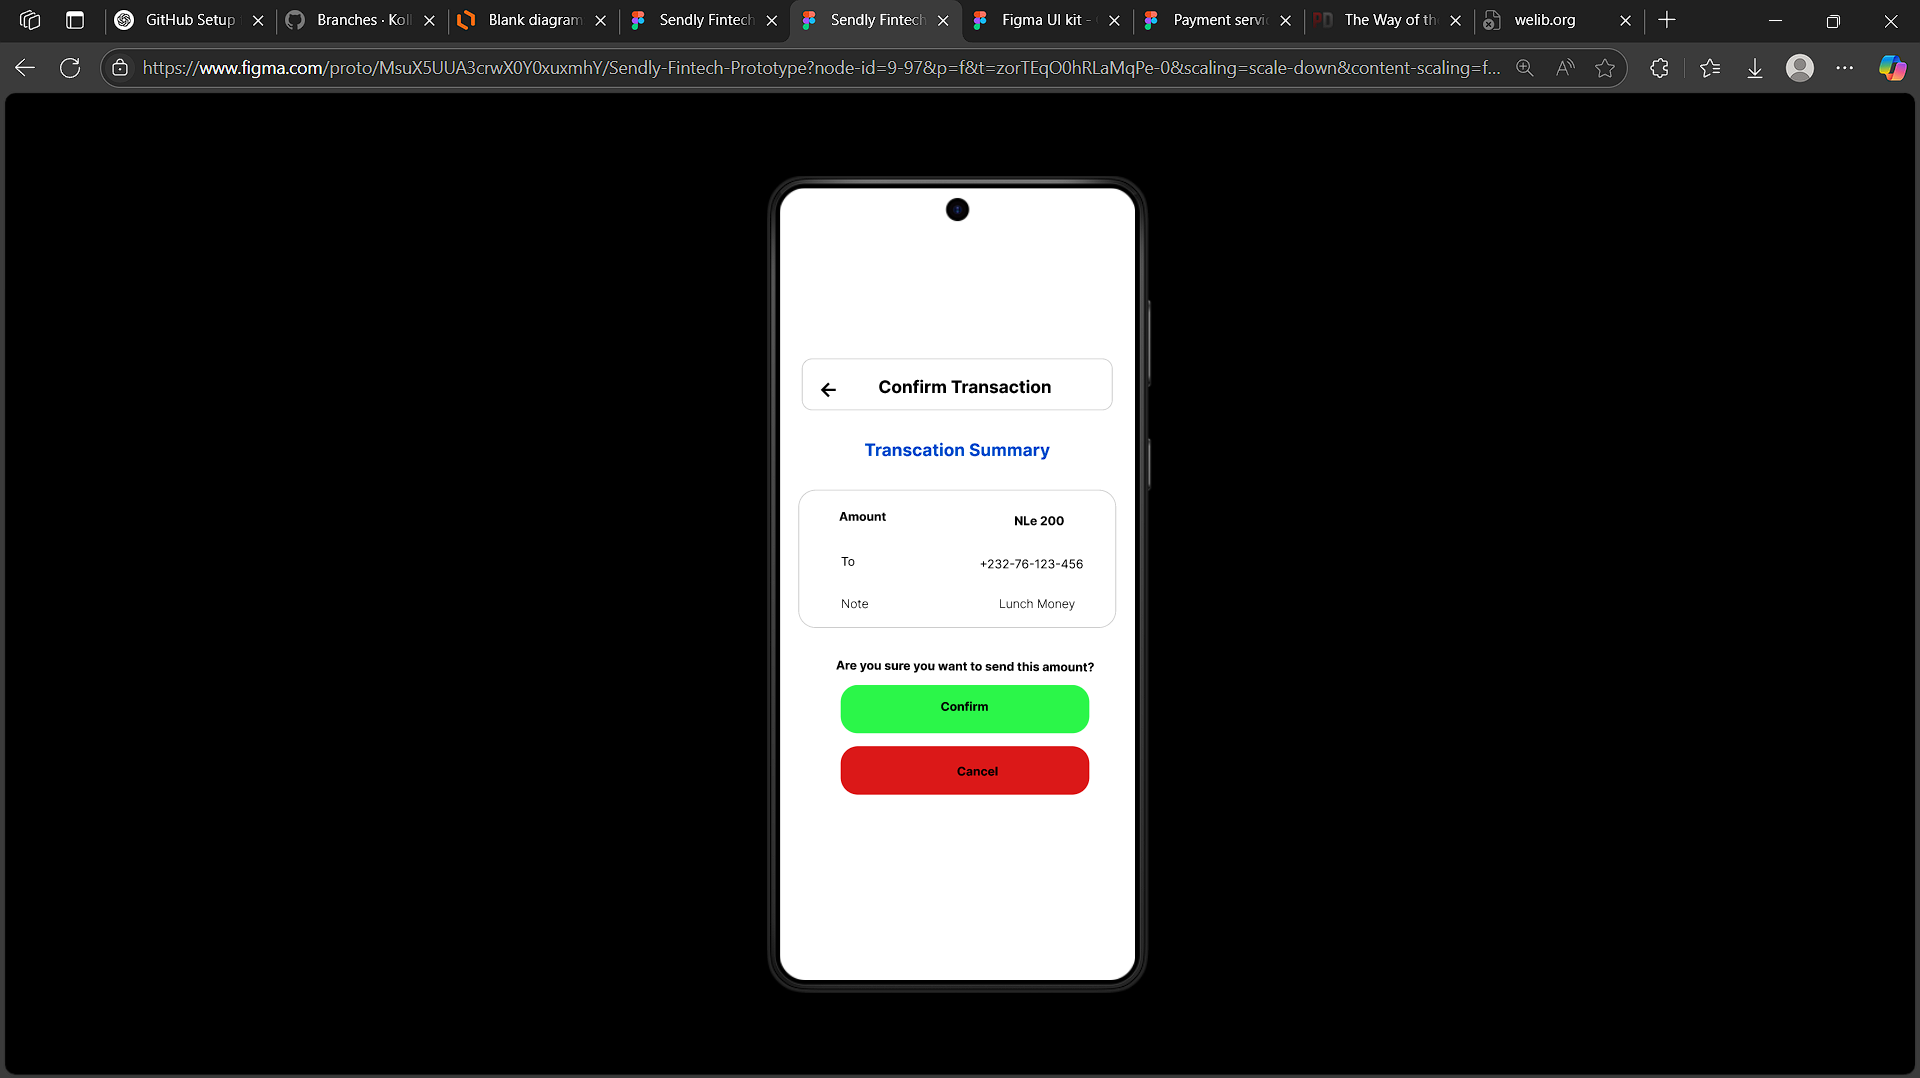 GitHub Setup
Branches · Koll
Blank diagram
Sendly Fintech
Sendly Fintech
Figma UI kit -
Payment servi
The Way of th
welib.org
https://www.figma.com/proto/MsuX5UUA3crwX0Y0xuxmhY/Sendly-Fintech-Prototype?node-id=9-97&p=f&t=zorTEqO0hRLaMqPe-0&scaling=scale-down&content-scaling=f...
Confirm Transaction
Transcation Summary
Amount NLe 200
To +232-76-123-456
Note Lunch Money
Are you sure you want to send this amount?
Confirm
Cancel